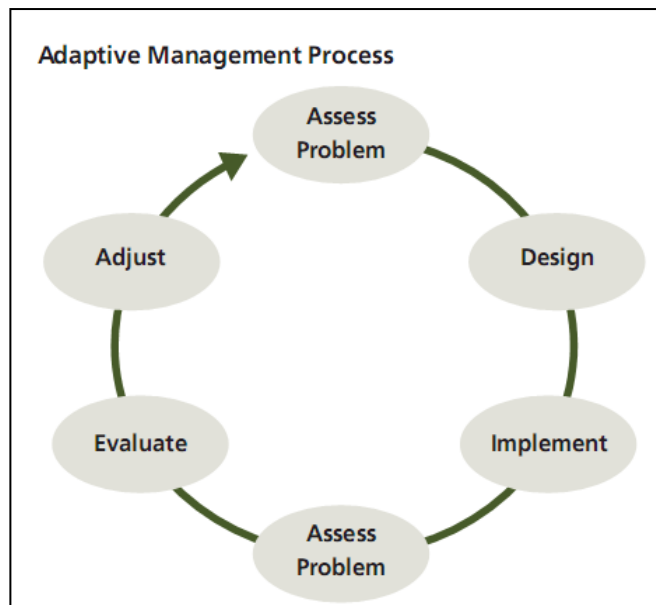 Adaptive Management Process
Assess
Problem
Design
Implement
Assess
Problem
Evaluate
Adjust